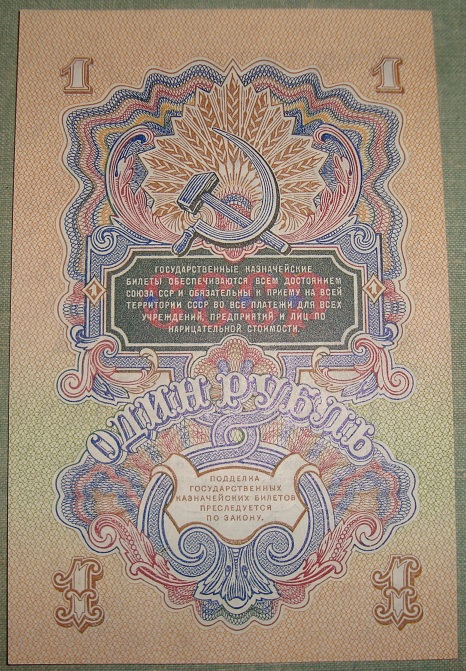 1 1
ГОСУДАРСТВЕННЫЕ КАЗНАЧЕЙСКИЕ
БИЛЕТЫ ОБЕСПЕЧИВАЮТСЯ ВСЕМ ДОСТОЯНИЕМ
СОЮЗА ССР И ОБЯЗАТЕЛЬНЫ К ПРИЕМУ НА ВСЕЙ
1 ТЕРРИТОРИИ СССР ВО ВСЕ ПЛАТЕЖИ ДЛЯ ВСЕХ 1
УЧРЕЖДЕНИЙ, ПРЕДПРИЯТИЙ И ЛИЦ ПО
НАРИЦАТЕЛЬНОЙ СТОИМОСТИ.
ОДИН РУБЛЬ
ПОДДЕЛКА
ГОСУДАРСТВЕННЫХ
КАЗНАЧЕЙСКИХ БИЛЕТОВ
ПРЕСЛЕДУЕТСЯ
ПО ЗАКОНУ.
1 1